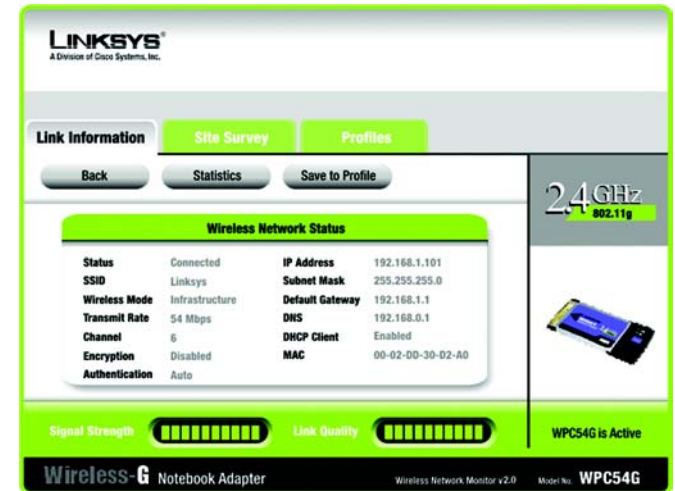 LINKSYS®
A Division of Cisco Systems, Inc.
Link Information Site Survey Profiles
Back Statistics Save to Profile
2.4GHz
802.11g
Wireless Network Status
Status Connected IP Address 192.168.1.101
SSID Linksys Subnet Mask 255.255.255.0
Wireless Mode Infrastructure Default Gateway 192.168.1.1
Transmit Rate 54 Mbps DNS 192.168.0.1
Channel 6 DHCP Client Enabled
Encryption Disabled MAC 00-02-DD-30-D2-A0
Authentication Auto
Signal Strength Link Quality WPC54G is Active
Wireless-G Notebook Adapter Wireless Network Monitor v2.0 Model No. WPC54G